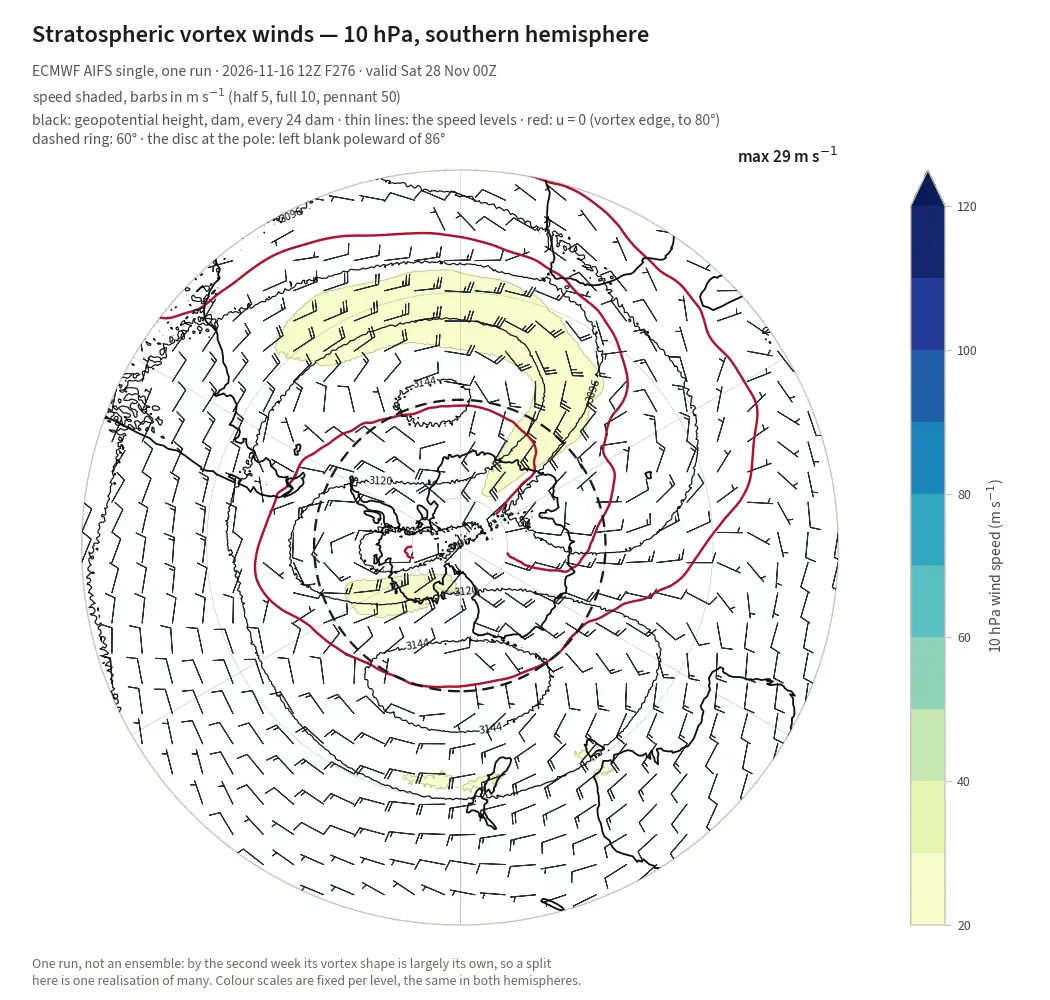 Stratospheric vortex winds — 10 hPa, southern hemisphere
ECMWF AIFS single, one run · 2026-11-16 12Z F276 · valid Sat 28 Nov 00Z
speed shaded, barbs in m s−1 (half 5, full 10, pennant 50)
black: geopotential height, dam, every 24 dam · thin lines: the speed levels · red: u = 0 (vortex edge, to 80°)
dashed ring: 60° · the disc at the pole: left blank poleward of 86°
max 29 m s−1
120
100
80
60
40
20
10 hPa wind speed (m s−1)
3096
3144
3096
3120
3120
3144
3144
One run, not an ensemble: by the second week its vortex shape is largely its own, so a split
here is one realisation of many. Colour scales are fixed per level, the same in both hemispheres.